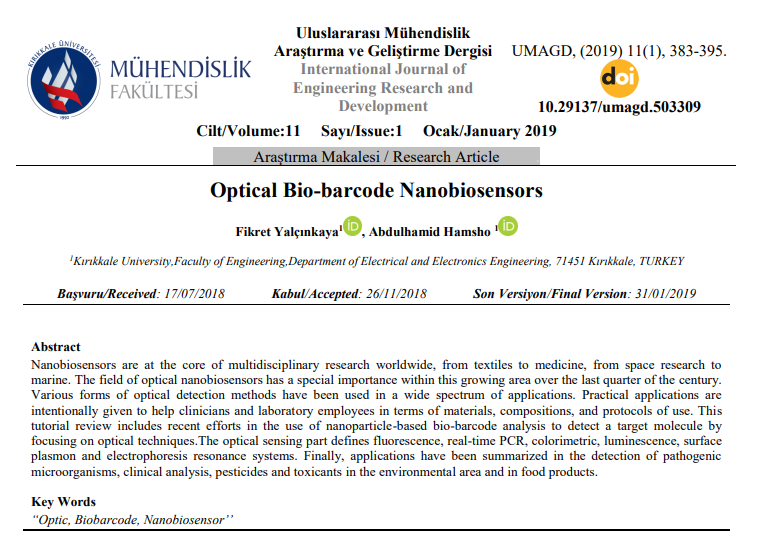 KIRIKKALE ÜNİVERSİTESİ
1992
MÜHENDİSLİK
FAKÜLTESİ
Uluslararası Mühendislik
Araştırma ve Geliştirme Dergisi
International Journal of
Engineering Research and
Development
UMAGD, (2019) 11(1), 383-395.
doi
10.29137/umagd.503309
Cilt/Volume:11 Sayı/Issue:1 Ocak/January 2019
Araştırma Makalesi / Research Article
Optical Bio-barcode Nanobiosensors
Fikret Yalçınkaya¹ iD, Abdulhamid Hamsho ¹ iD
¹Kırıkkale University,Faculty of Engineering,Department of Electrical and Electronics Engineering, 71451 Kırıkkale, TURKEY
Başvuru/Received: 17/07/2018 Kabul/Accepted: 26/11/2018 Son Versiyon/Final Version: 31/01/2019
Abstract
Nanobiosensors are at the core of multidisciplinary research worldwide, from textiles to medicine, from space research to
marine. The field of optical nanobiosensors has a special importance within this growing area over the last quarter of the century.
Various forms of optical detection methods have been used in a wide spectrum of applications. Practical applications are
intentionally given to help clinicians and laboratory employees in terms of materials, compositions, and protocols of use. This
tutorial review includes recent efforts in the use of nanoparticle-based bio-barcode analysis to detect a target molecule by
focusing on optical techniques.The optical sensing part defines fluorescence, real-time PCR, colorimetric, luminescence, surface
plasmon and electrophoresis resonance systems. Finally, applications have been summarized in the detection of pathogenic
microorganisms, clinical analysis, pesticides and toxicants in the environmental area and in food products.
Key Words
“Optic, Biobarcode, Nanobiosensor’’